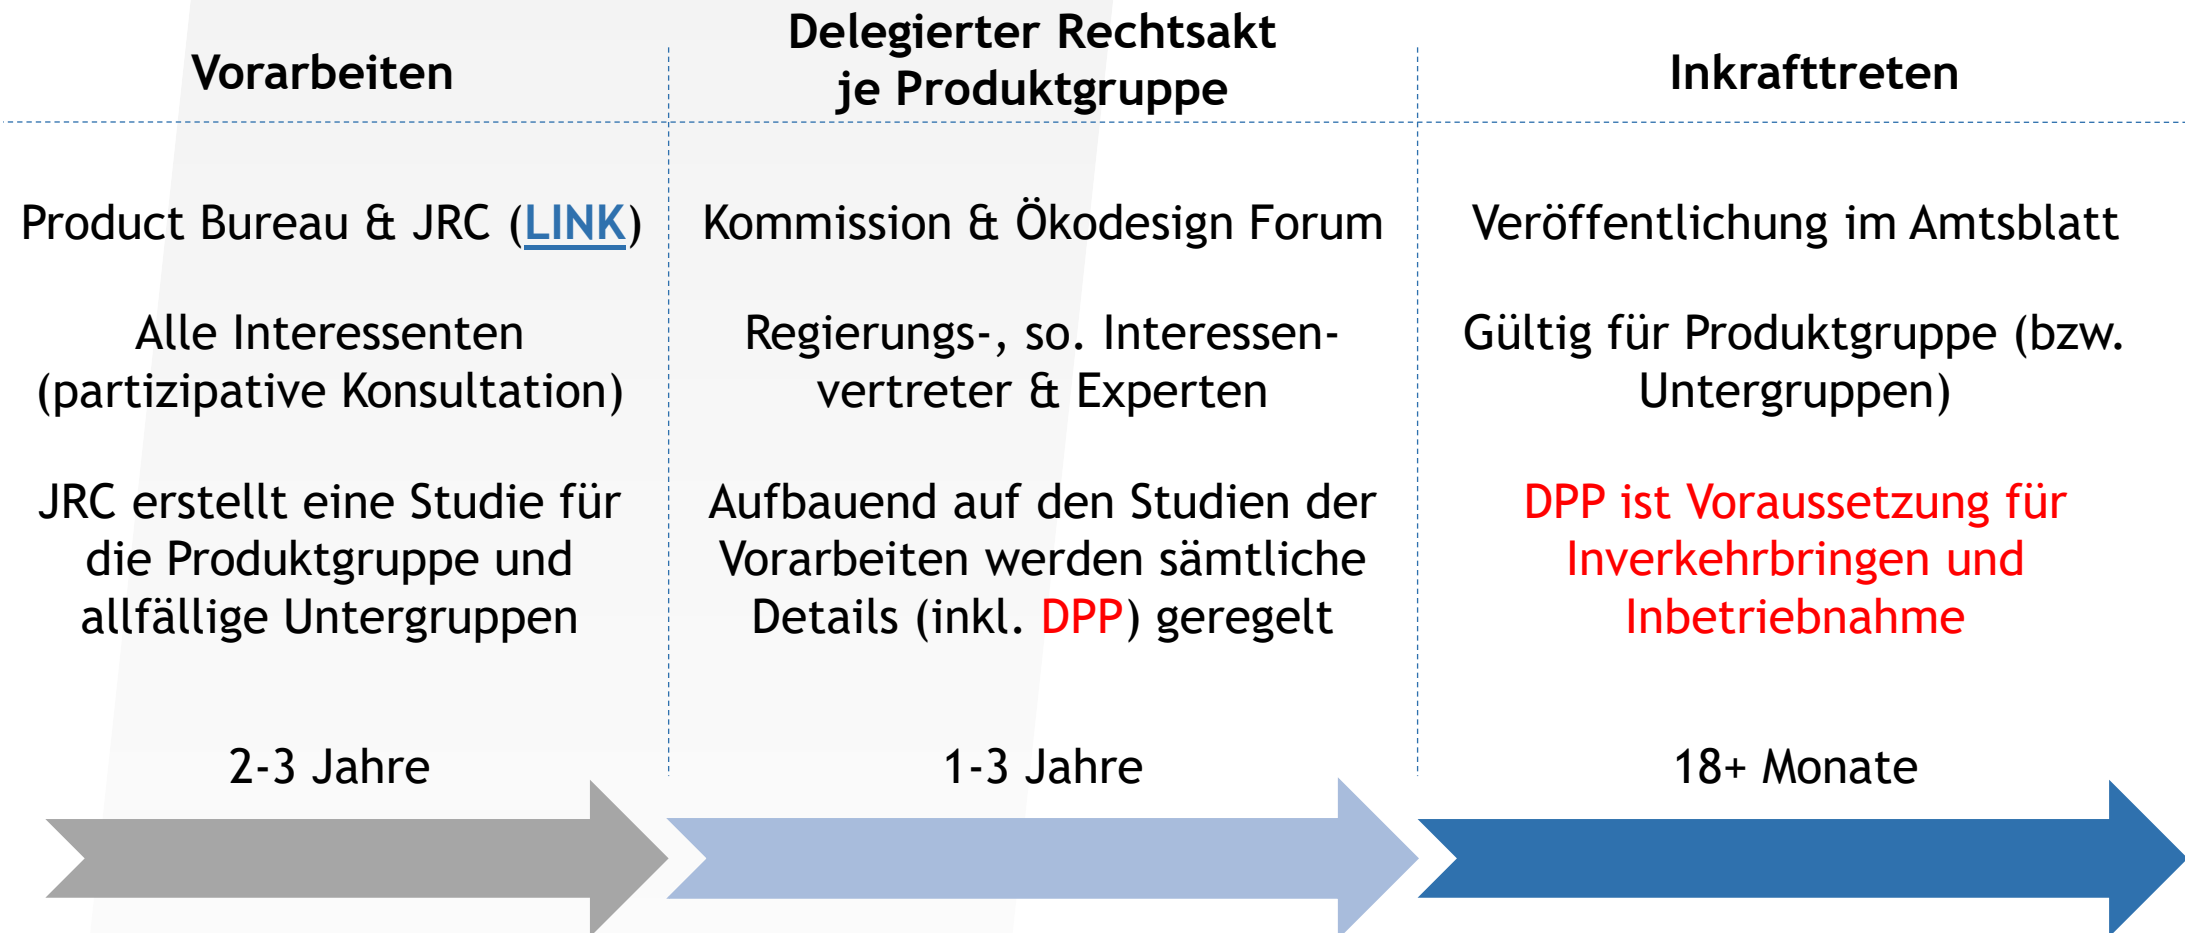 Vorarbeiten
Product Bureau & JRC (LINK)
Alle Interessenten
(partizipative Konsultation)
JRC erstellt eine Studie für
die Produktgruppe und
allfällige Untergruppen
2-3 Jahre
Delegierter Rechtsakt
je Produktgruppe
Kommission & Ökodesign Forum
Regierungs-, so. Interessen-
vertreter & Experten
Aufbauend auf den Studien der
Vorarbeiten werden sämtliche
Details (inkl. DPP) geregelt
1-3 Jahre
Inkrafttreten
Veröffentlichung im Amtsblatt
Gültig für Produktgruppe (bzw.
Untergruppen)
DPP ist Voraussetzung für
Inverkehrbringen und
Inbetriebnahme
18+ Monate